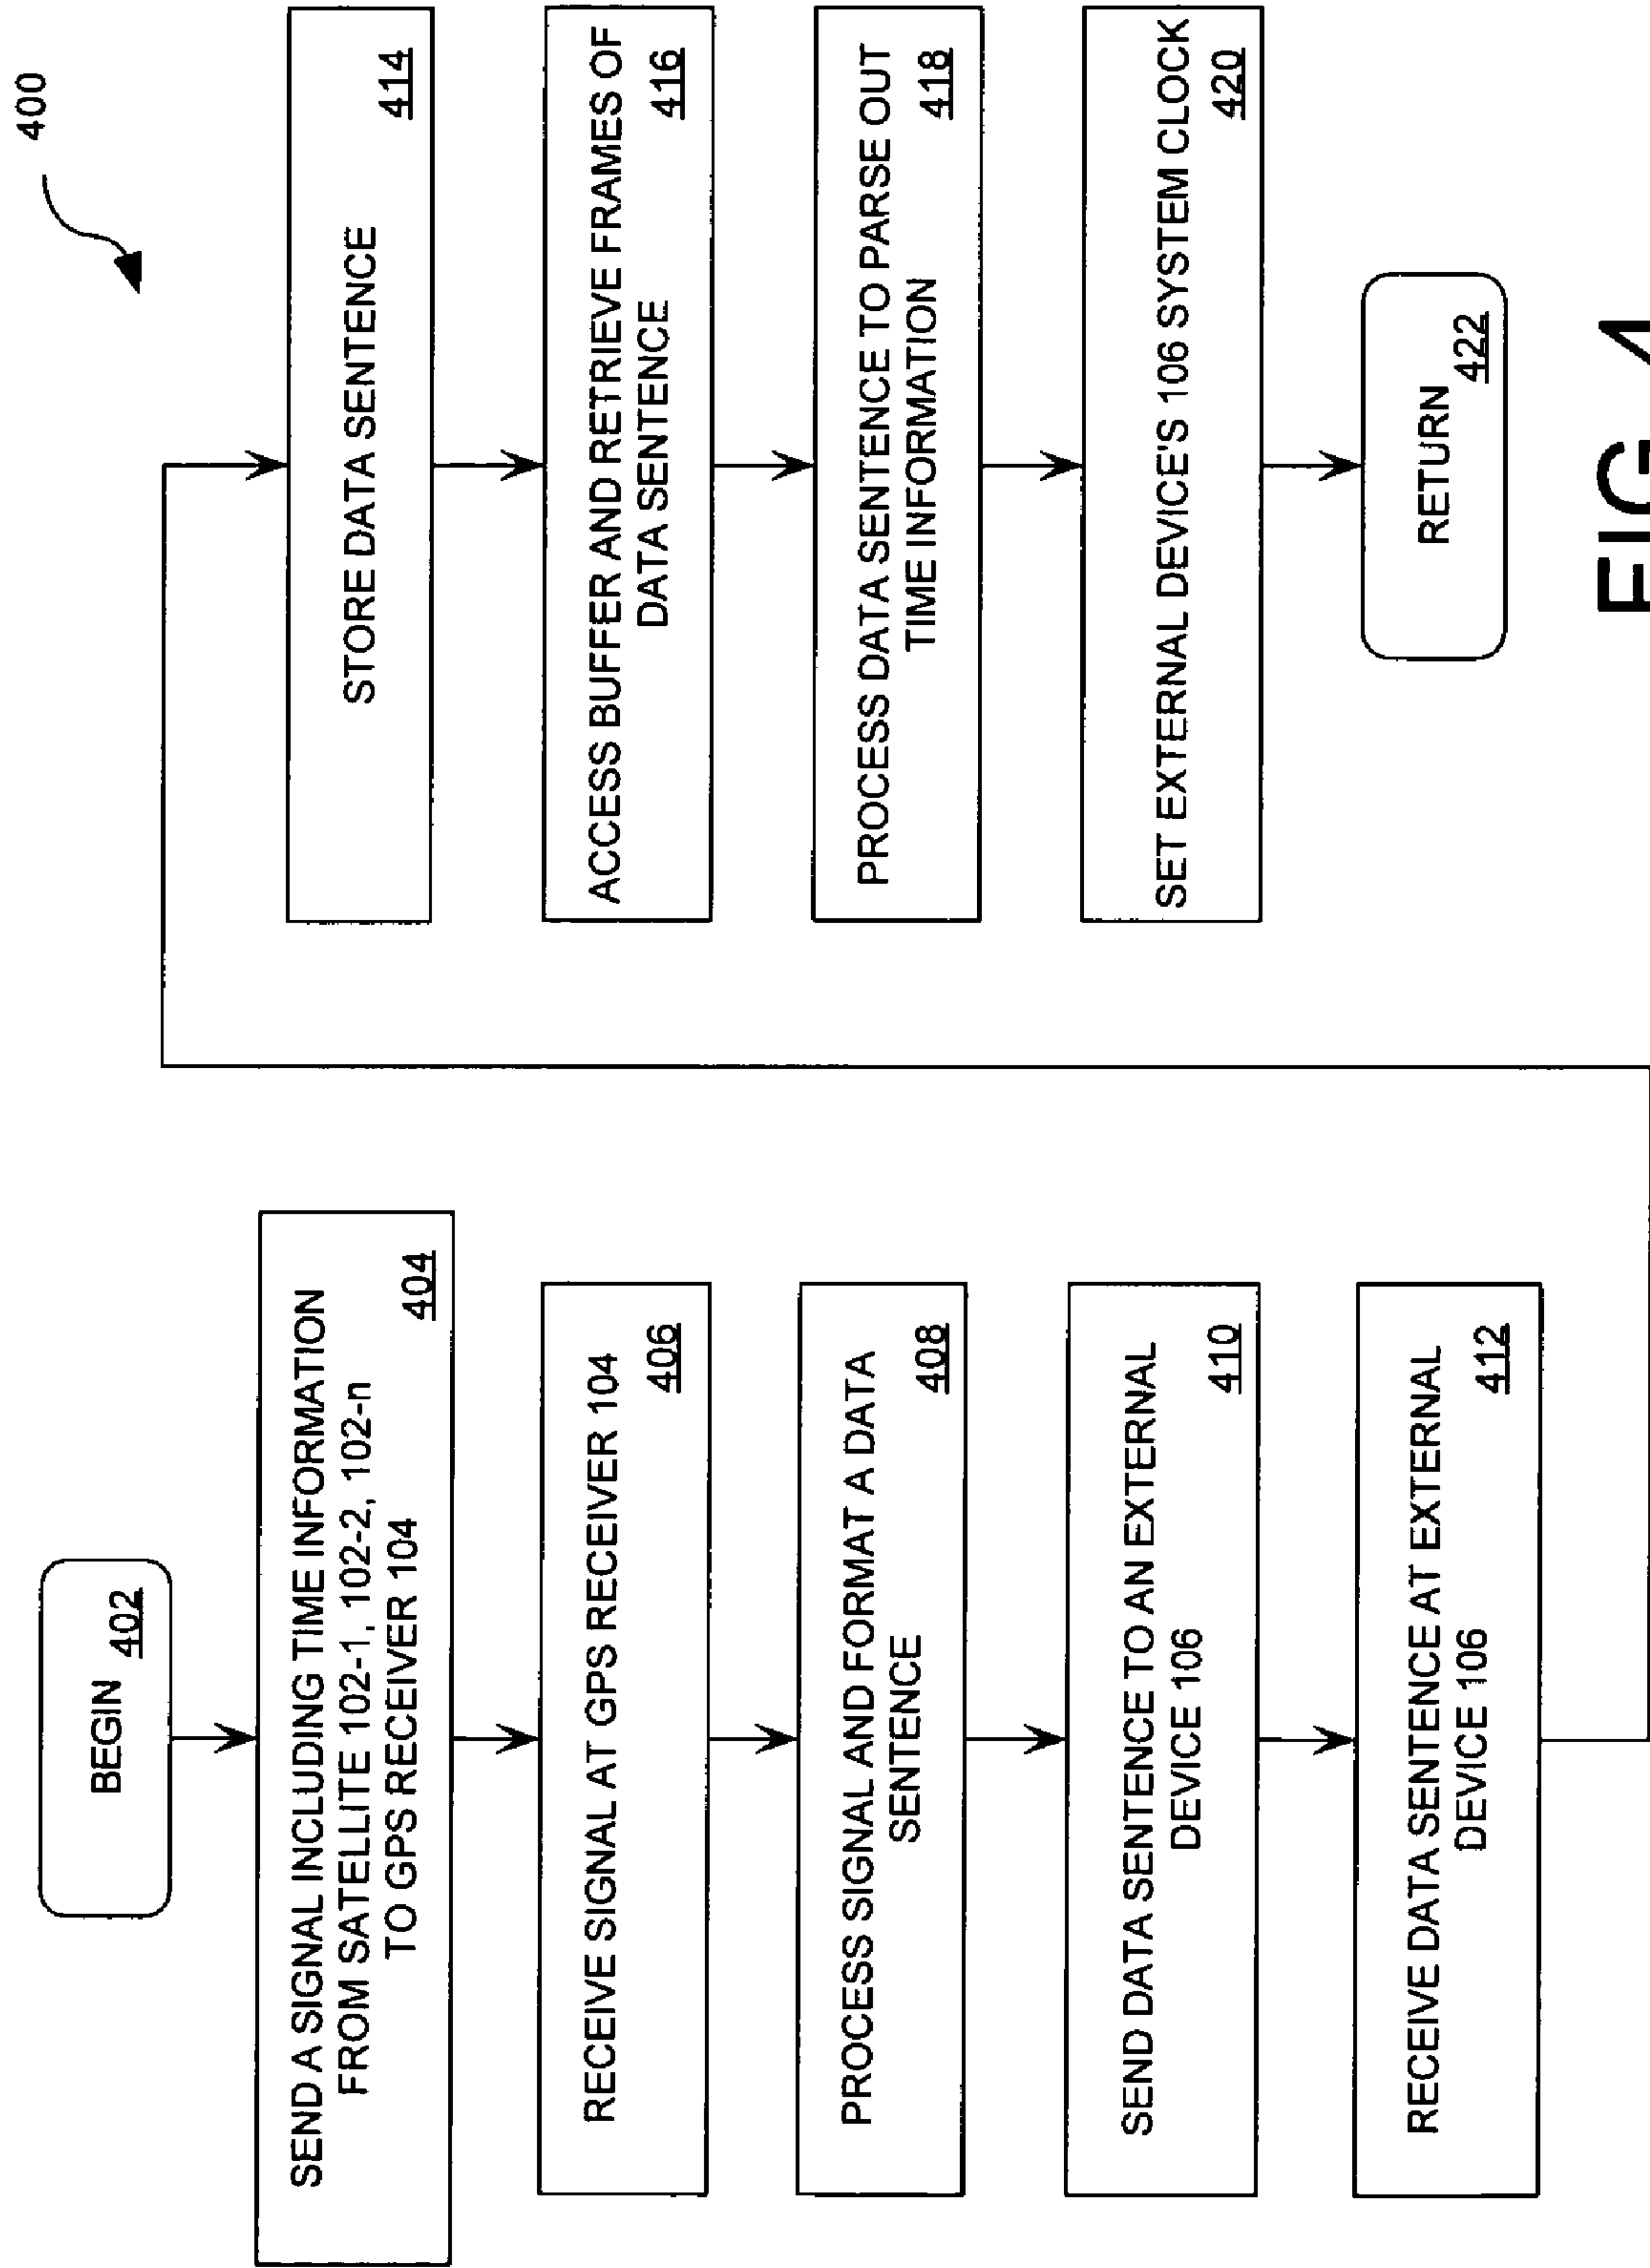 400
BEGIN
402
SEND A SIGNAL INCLUDING TIME INFORMATION
FROM SATELLITE 102-1, 102-2, 102-n
TO GPS RECEIVER 104
404
RECEIVE SIGNAL AT GPS RECEIVER 104
406
PROCESS SIGNAL AND FORMAT A DATA
SENTENCE
408
SEND DATA SENTENCE TO AN EXTERNAL
DEVICE 106
410
RECEIVE DATA SENTENCE AT EXTERNAL
DEVICE 106
412
STORE DATA SENTENCE
414
ACCESS BUFFER AND RETRIEVE FRAMES OF
DATA SENTENCE
416
PROCESS DATA SENTENCE TO PARSE OUT
TIME INFORMATION
418
SET EXTERNAL DEVICE'S 106 SYSTEM CLOCK
420
RETURN
422
FIG. 4